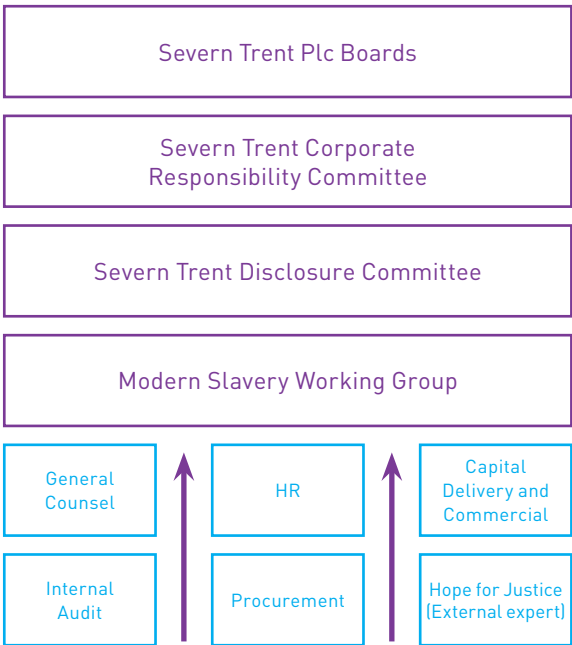 Severn Trent Plc Boards
Severn Trent Corporate
Responsibility Committee
Severn Trent Disclosure Committee
Modern Slavery Working Group
General
Counsel
HR
Capital
Delivery and
Commercial
Internal
Audit
Procurement
Hope for Justice
(External expert)